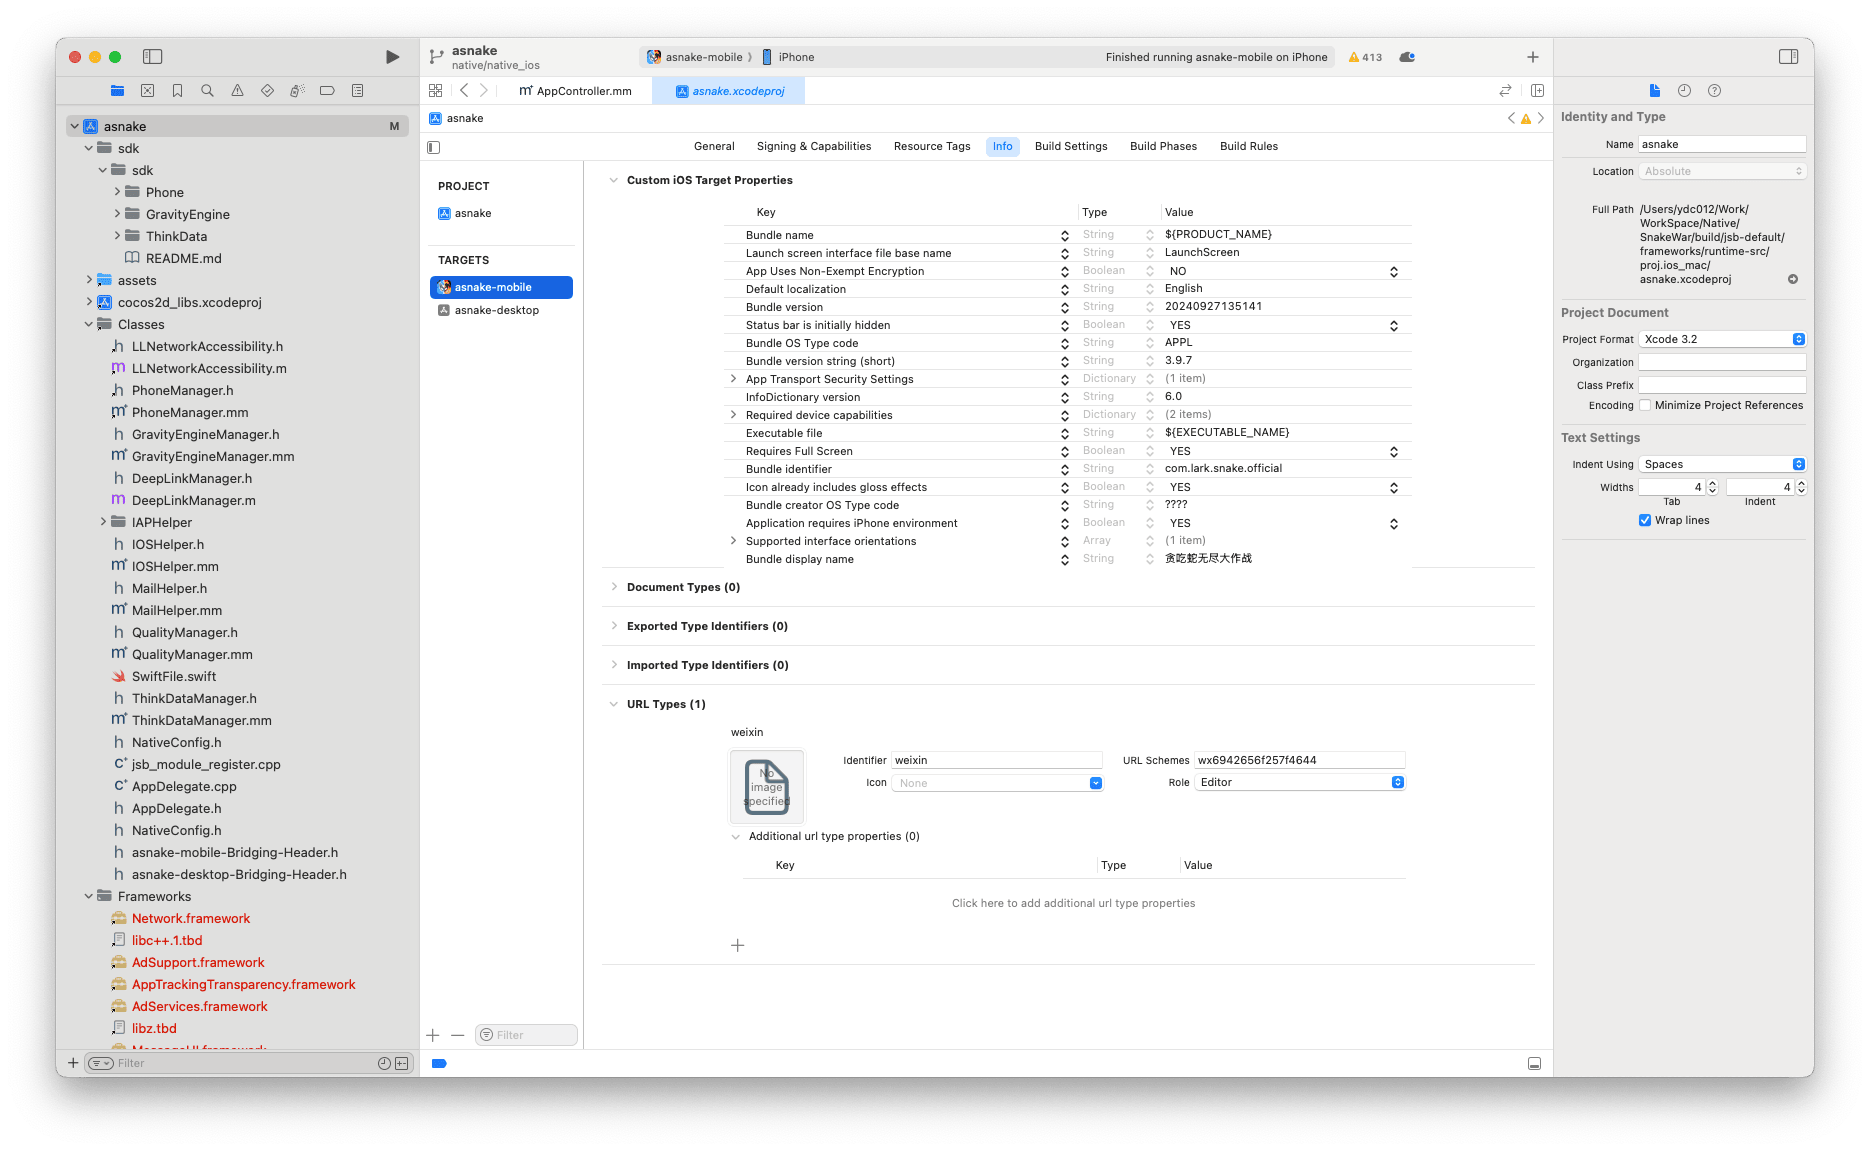 asnake
native/native_ios
asnake-mobile
iPhone
Finished running asnake-mobile on iPhone
413
AppController.mm
asnake.xcodeproj
asnake
M
sdk
sdk
Phone
GravityEngine
ThinkData
README.md
assets
cocos2d_libs.xcodeproj
Classes
LLNetworkAccessibility.h
LLNetworkAccessibility.m
PhoneManager.h
PhoneManager.mm
GravityEngineManager.h
GravityEngineManager.mm
DeepLinkManager.h
DeepLinkManager.m
IAPHelper
IOSHelper.h
IOSHelper.mm
MailHelper.h
MailHelper.mm
QualityManager.h
QualityManager.mm
SwiftFile.swift
ThinkDataManager.h
ThinkDataManager.mm
NativeConfig.h
jsb_module_register.cpp
AppDelegate.cpp
AppDelegate.h
NativeConfig.h
asnake-mobile-Bridging-Header.h
asnake-desktop-Bridging-Header.h
Frameworks
Network.framework
libc++.1.tbd
AdSupport.framework
AppTrackingTransparency.framework
AdServices.framework
libz.tbd
MessageUI.framework
Filter
asnake
General Signing & Capabilities Resource Tags Info Build Settings Build Phases Build Rules
PROJECT
asnake
TARGETS
asnake-mobile
asnake-desktop
Filter
Custom iOS Target Properties
Key Type Value
Bundle name String ${PRODUCT_NAME}
Launch screen interface file base name String LaunchScreen
App Uses Non-Exempt Encryption Boolean NO
Default localization String English
Bundle version String 20240927135141
Status bar is initially hidden Boolean YES
Bundle OS Type code String APPL
Bundle version string (short) String 3.9.7
App Transport Security Settings Dictionary (1 item)
InfoDictionary version String 6.0
Required device capabilities Dictionary (2 items)
Executable file String ${EXECUTABLE_NAME}
Requires Full Screen Boolean YES
Bundle identifier String com.lark.snake.official
Icon already includes gloss effects Boolean YES
Bundle creator OS Type code String ????
Application requires iPhone environment Boolean YES
Supported interface orientations Array (1 item)
Bundle display name String 贪吃蛇无尽大作战
Document Types (0)
Exported Type Identifiers (0)
Imported Type Identifiers (0)
URL Types (1)
weixin
No
image
specified
Identifier weixin URL Schemes wx6942656f257f4644
Icon None Role Editor
Additional url type properties (0)
Key Type Value
Click here to add additional url type properties
Identity and Type
Name asnake
Location Absolute
Full Path /Users/ydc012/Work/
WorkSpace/Native/
SnakeWar/build/jsb-default/
frameworks/runtime-src/
proj.ios_mac/
asnake.xcodeproj
Project Document
Project Format Xcode 3.2
Organization
Class Prefix
Encoding Minimize Project References
Text Settings
Indent Using Spaces
Widths 4 4
Tab Indent
Wrap lines